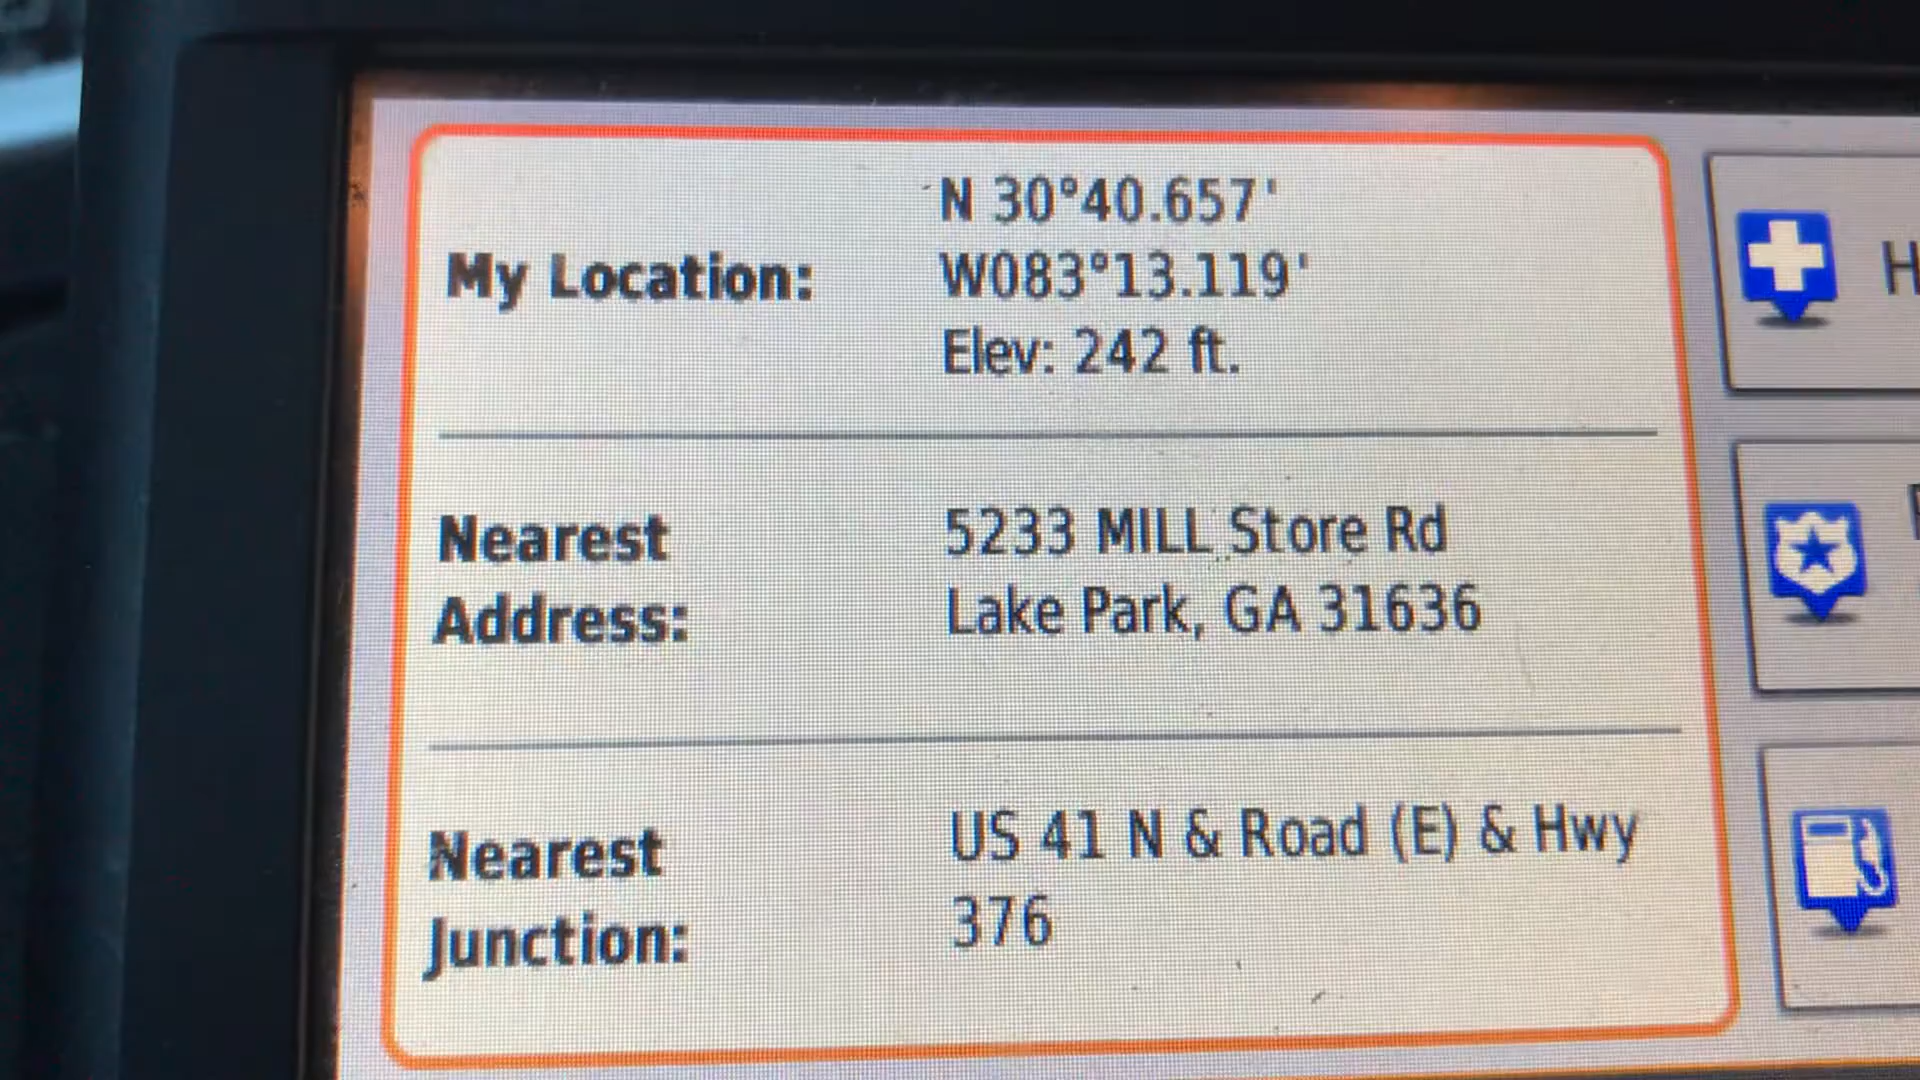 N 30°40.657'
My Location: W083°13.119'
Elev: 242 ft.
Nearest 5233 MILL Store Rd
Address: Lake Park, GA 31636
Nearest US 41 N & Road (E) & Hwy
Junction: 376
H